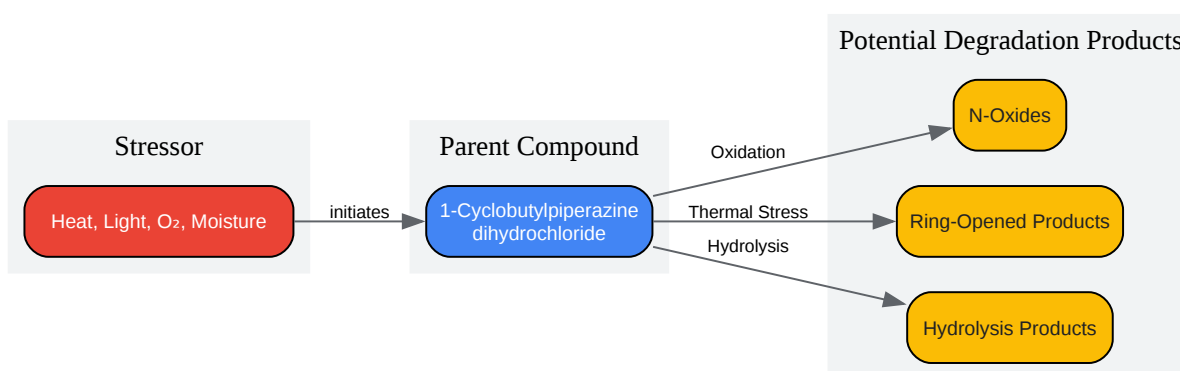 Potential Degradation Products
N-Oxides
Stressor
Parent Compound
Oxidation
Heat, Light, O₂, Moisture
initiates
1-Cyclobutylpiperazine
dihydrochloride
Thermal Stress
Ring-Opened Products
Hydrolysis
Hydrolysis Products